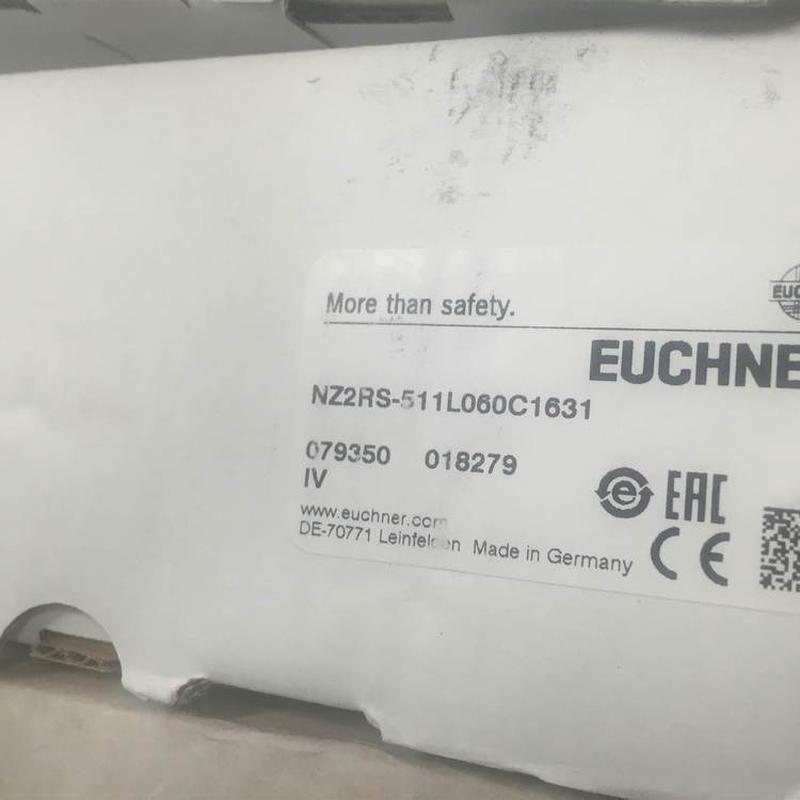 More than safety.
EUC
EUCHNE
NZ2RS-511L060C1631
079350 018279
IV
www.euchner.com
DE-70771 Leinfelden Made in Germany
e
EAC
CE